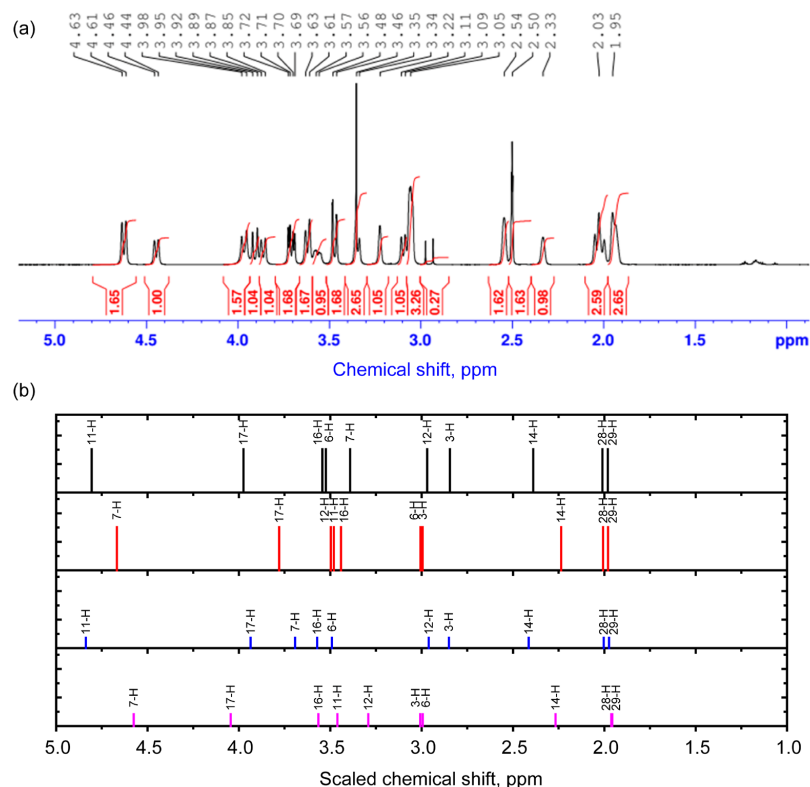 (a)
4.63 4.61 4.46 4.44 3.98 3.95 3.92 3.89 3.87 3.85 3.72 3.71 3.70 3.69 3.63 3.61 3.57 3.56 3.48 3.46 3.35 3.34 3.22 3.11 3.09 3.05 2.54 2.50 2.33 2.03 1.95
1.65 1.00 1.57 1.04 1.04 1.68 1.67 0.95 1.68 2.65 1.05 1.05 3.26 0.27 1.62 1.63 0.98 2.59 2.65
5.0 4.5 4.0 3.5 3.0 2.5 2.0 1.5 ppm
Chemical shift, ppm
(b)
11-H 17-H 16-H 6-H 7-H 12-H 3-H 14-H 28-H 29-H
7-H 17-H 12-H 11-H 16-H 6-H 3-H 14-H 28-H 29-H
11-H 17-H 7-H 16-H 6-H 12-H 3-H 14-H 28-H 29-H
7-H 17-H 16-H 11-H 12-H 3-H 6-H 14-H 28-H 29-H
5.0 4.5 4.0 3.5 3.0 2.5 2.0 1.5 1.0
Scaled chemical shift, ppm